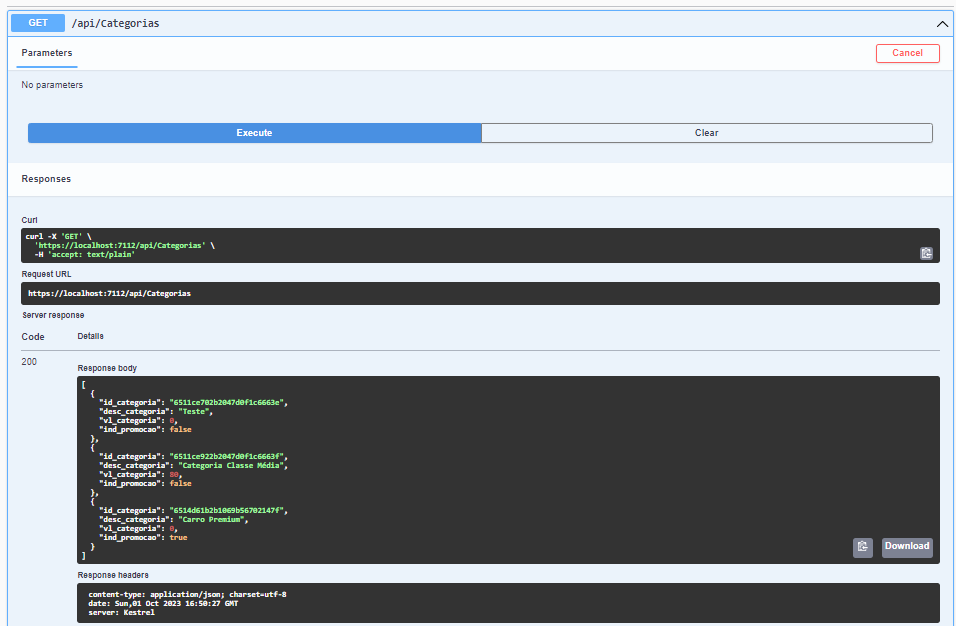 GET /api/Categorias
Parameters
Cancel
No parameters
Execute
Clear
Responses
Curl
curl -X 'GET' \
'https://localhost:7112/api/Categorias' \
-H 'accept: text/plain'
Request URL
https://localhost:7112/api/Categorias
Server response
Code Details
200
Response body
[
{
"id_categoria": "6511ce702b2047d0f1c6663e",
"desc_categoria": "Teste",
"vl_categoria": 0,
"ind_promocao": false
},
{
"id_categoria": "6511ce922b2047d0f1c6663f",
"desc_categoria": "Categoria Classe Média",
"vl_categoria": 80,
"ind_promocao": false
},
{
"id_categoria": "6514d61b2b1069b56702147f",
"desc_categoria": "Carro Premium",
"vl_categoria": 0,
"ind_promocao": true
}
]
Download
Response headers
content-type: application/json; charset=utf-8
date: Sun,01 Oct 2023 16:50:27 GMT
server: Kestrel